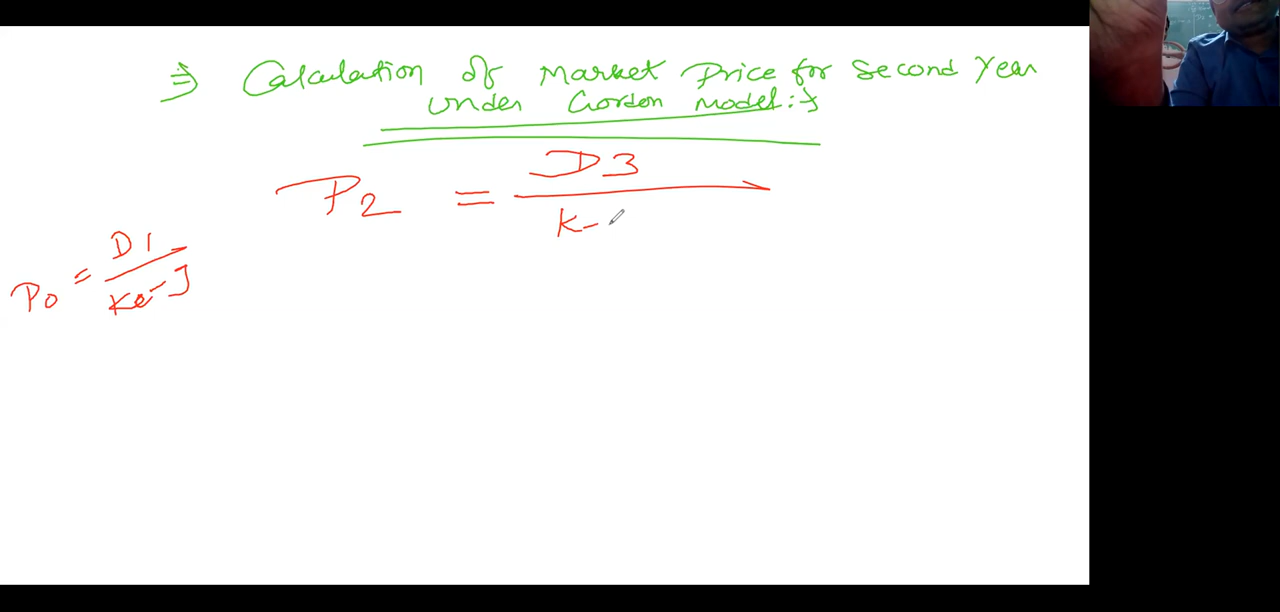 ⇒ Calculation of Market Price for Second Year
under Gordon Model:→
P2 = D3
K-
P0 = D1
Ke-g